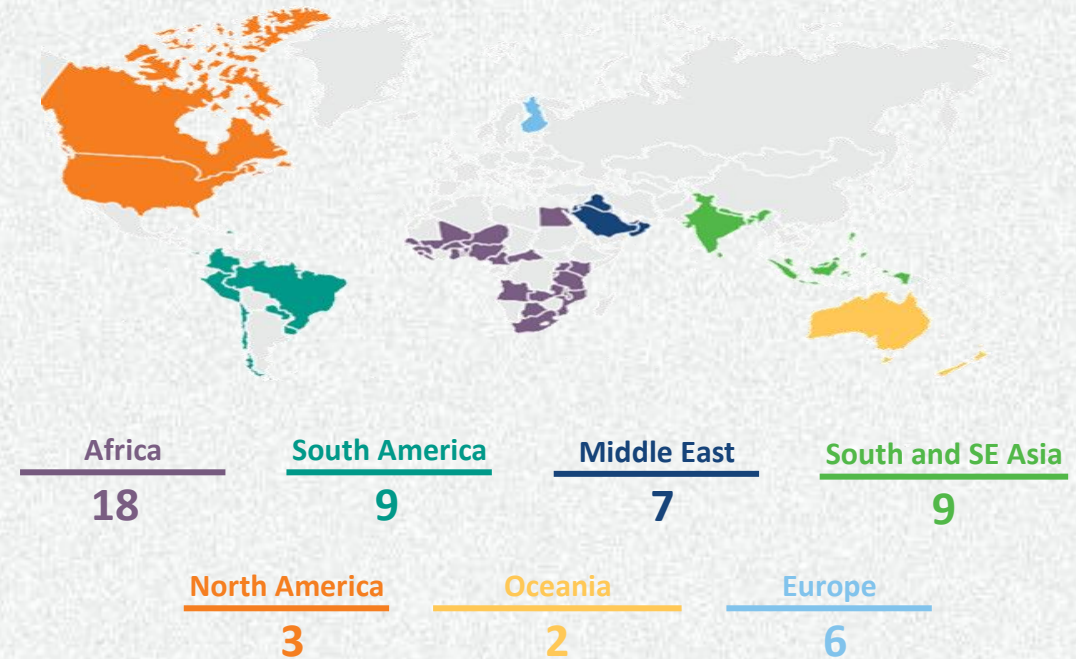 Africa
18
South America
9
Middle East
7
South and SE Asia
9
North America
3
Oceania
2
Europe
6